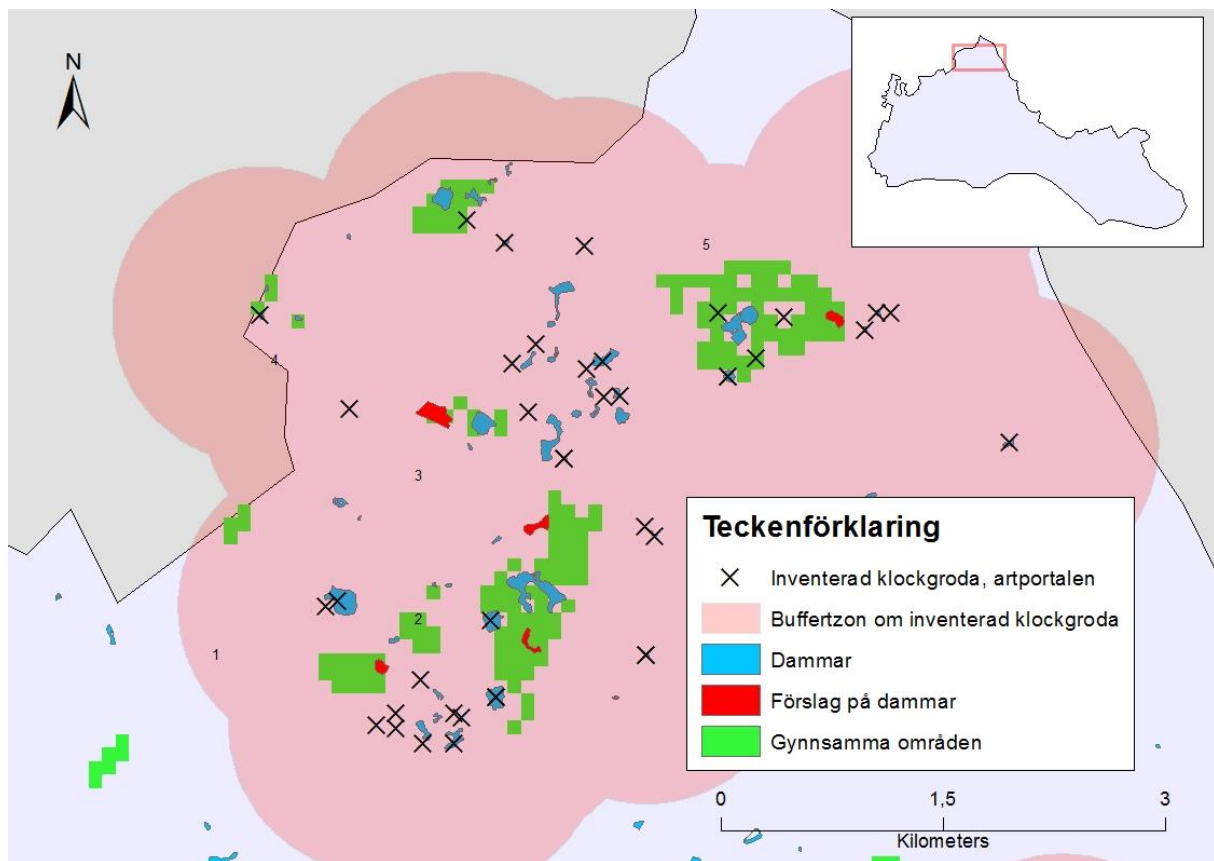 N
5
4
3
2
1
Teckenförklaring
Inventerad klockgroda, artportalen
Buffertzon om inventerad klockgroda
Dammar
Förslag på dammar
Gynnsamma områden
0 1,5 3
Kilometers